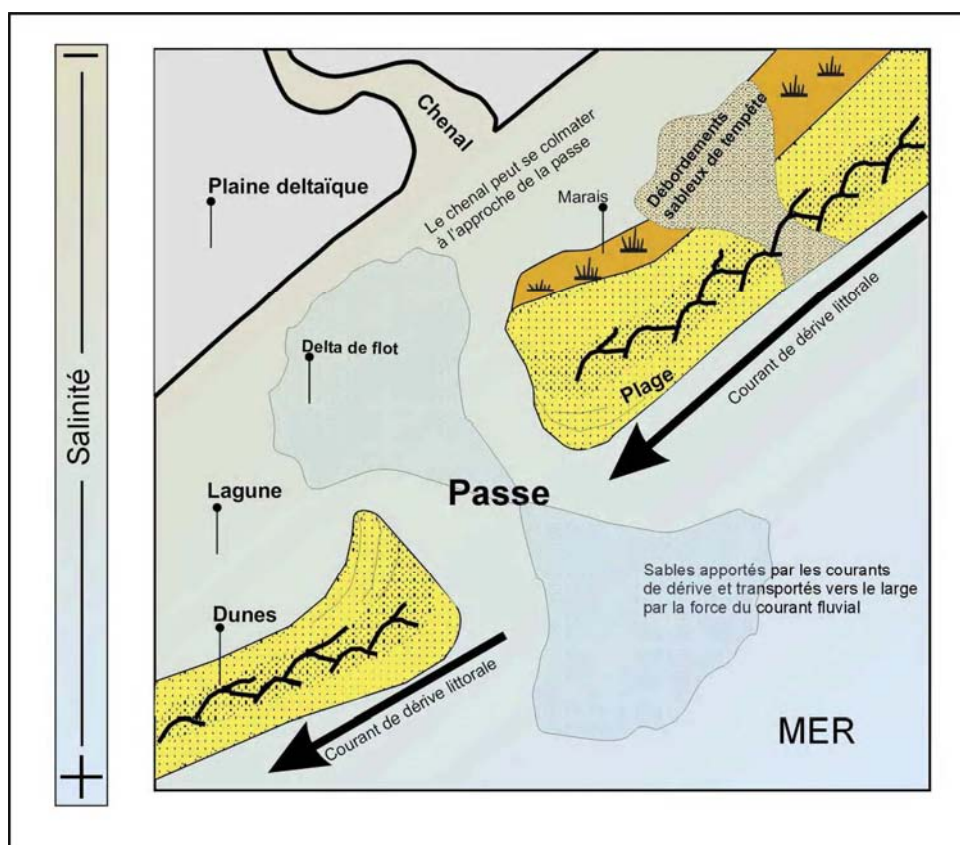 −
Salinité
+
Chenal
Plaine deltaïque
Le chenal peut se colmater
à l'approche de la passe
Marais
Débordements
sableux de tempête
Delta de flot
Plage
Courant de dérive littorale
Lagune
Passe
Dunes
Sables apportés par les courants
de dérive et transportés vers le large
par la force du courant fluvial
Courant de dérive littorale
MER